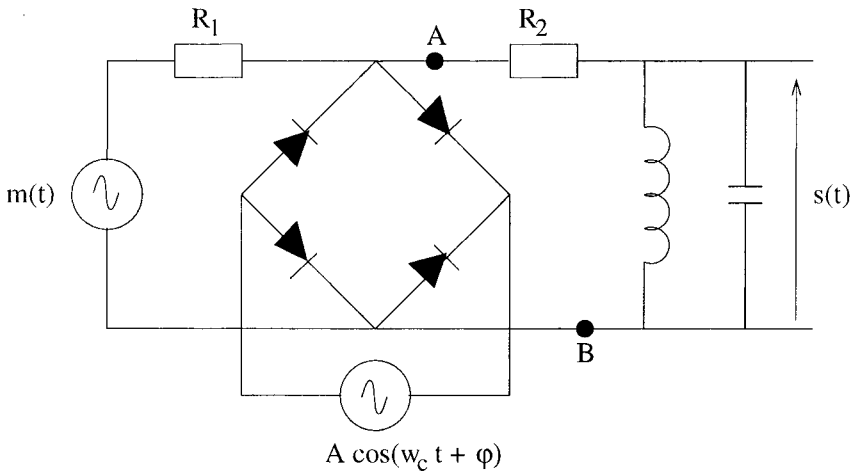 R1
A
R2
m(t)
s(t)
B
A cos(wc t + φ)